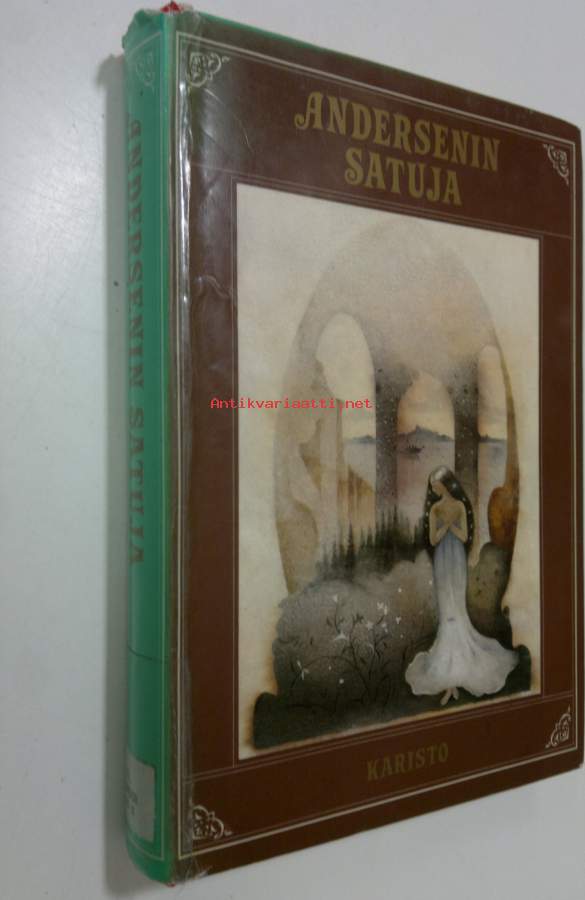 ANDERSENIN
SATUJA
Antikvariaatti.net
KARISTO
ANDERSENIN SATUJA